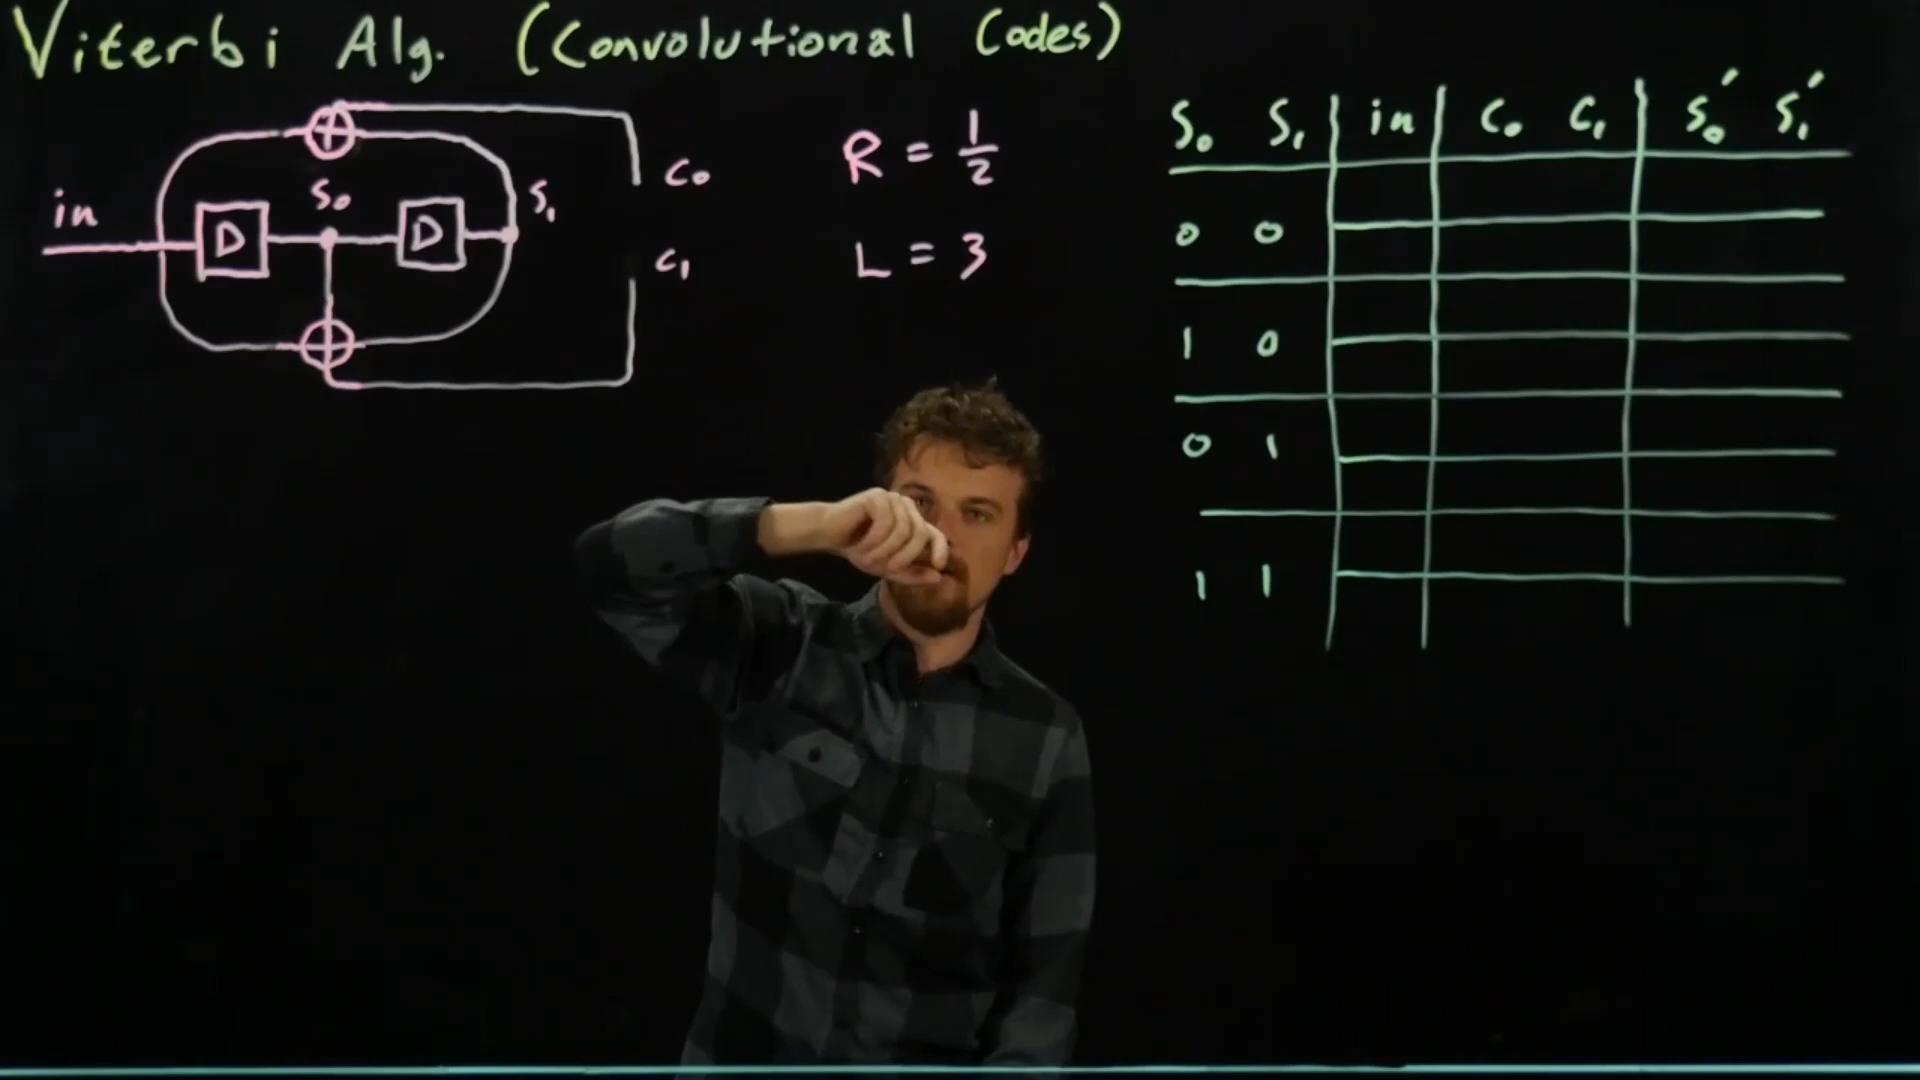 Viterbi Alg. (Convolutional Codes)
in
D
S₀
D
S₁
C₀
C₁
R = 1/2
L = 3
S₀ S₁ in C₀ C₁ S₀' S₁'
0 0
1 0
0 1
1 1